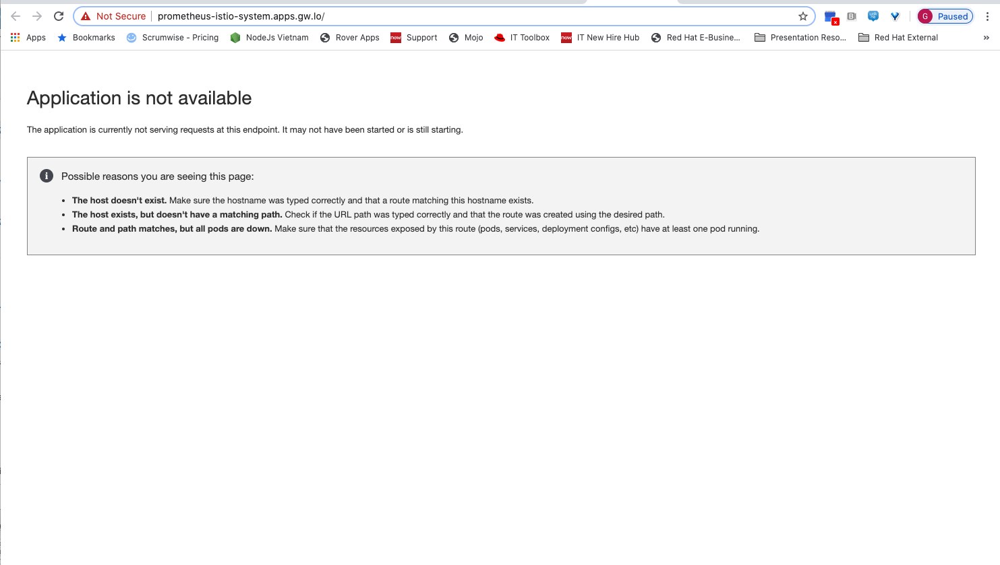 Not Secure | prometheus-istio-system.apps.gw.lo/ G Paused
Apps Bookmarks Scrumwise - Pricing NodeJs Vietnam Rover Apps now Support Mojo IT Toolbox now IT New Hire Hub Red Hat E-Busine... Presentation Reso... Red Hat External »
Application is not available
The application is currently not serving requests at this endpoint. It may not have been started or is still starting.
Possible reasons you are seeing this page:
• The host doesn't exist. Make sure the hostname was typed correctly and that a route matching this hostname exists.
• The host exists, but doesn't have a matching path. Check if the URL path was typed correctly and that the route was created using the desired path.
• Route and path matches, but all pods are down. Make sure that the resources exposed by this route (pods, services, deployment configs, etc) have at least one pod running.